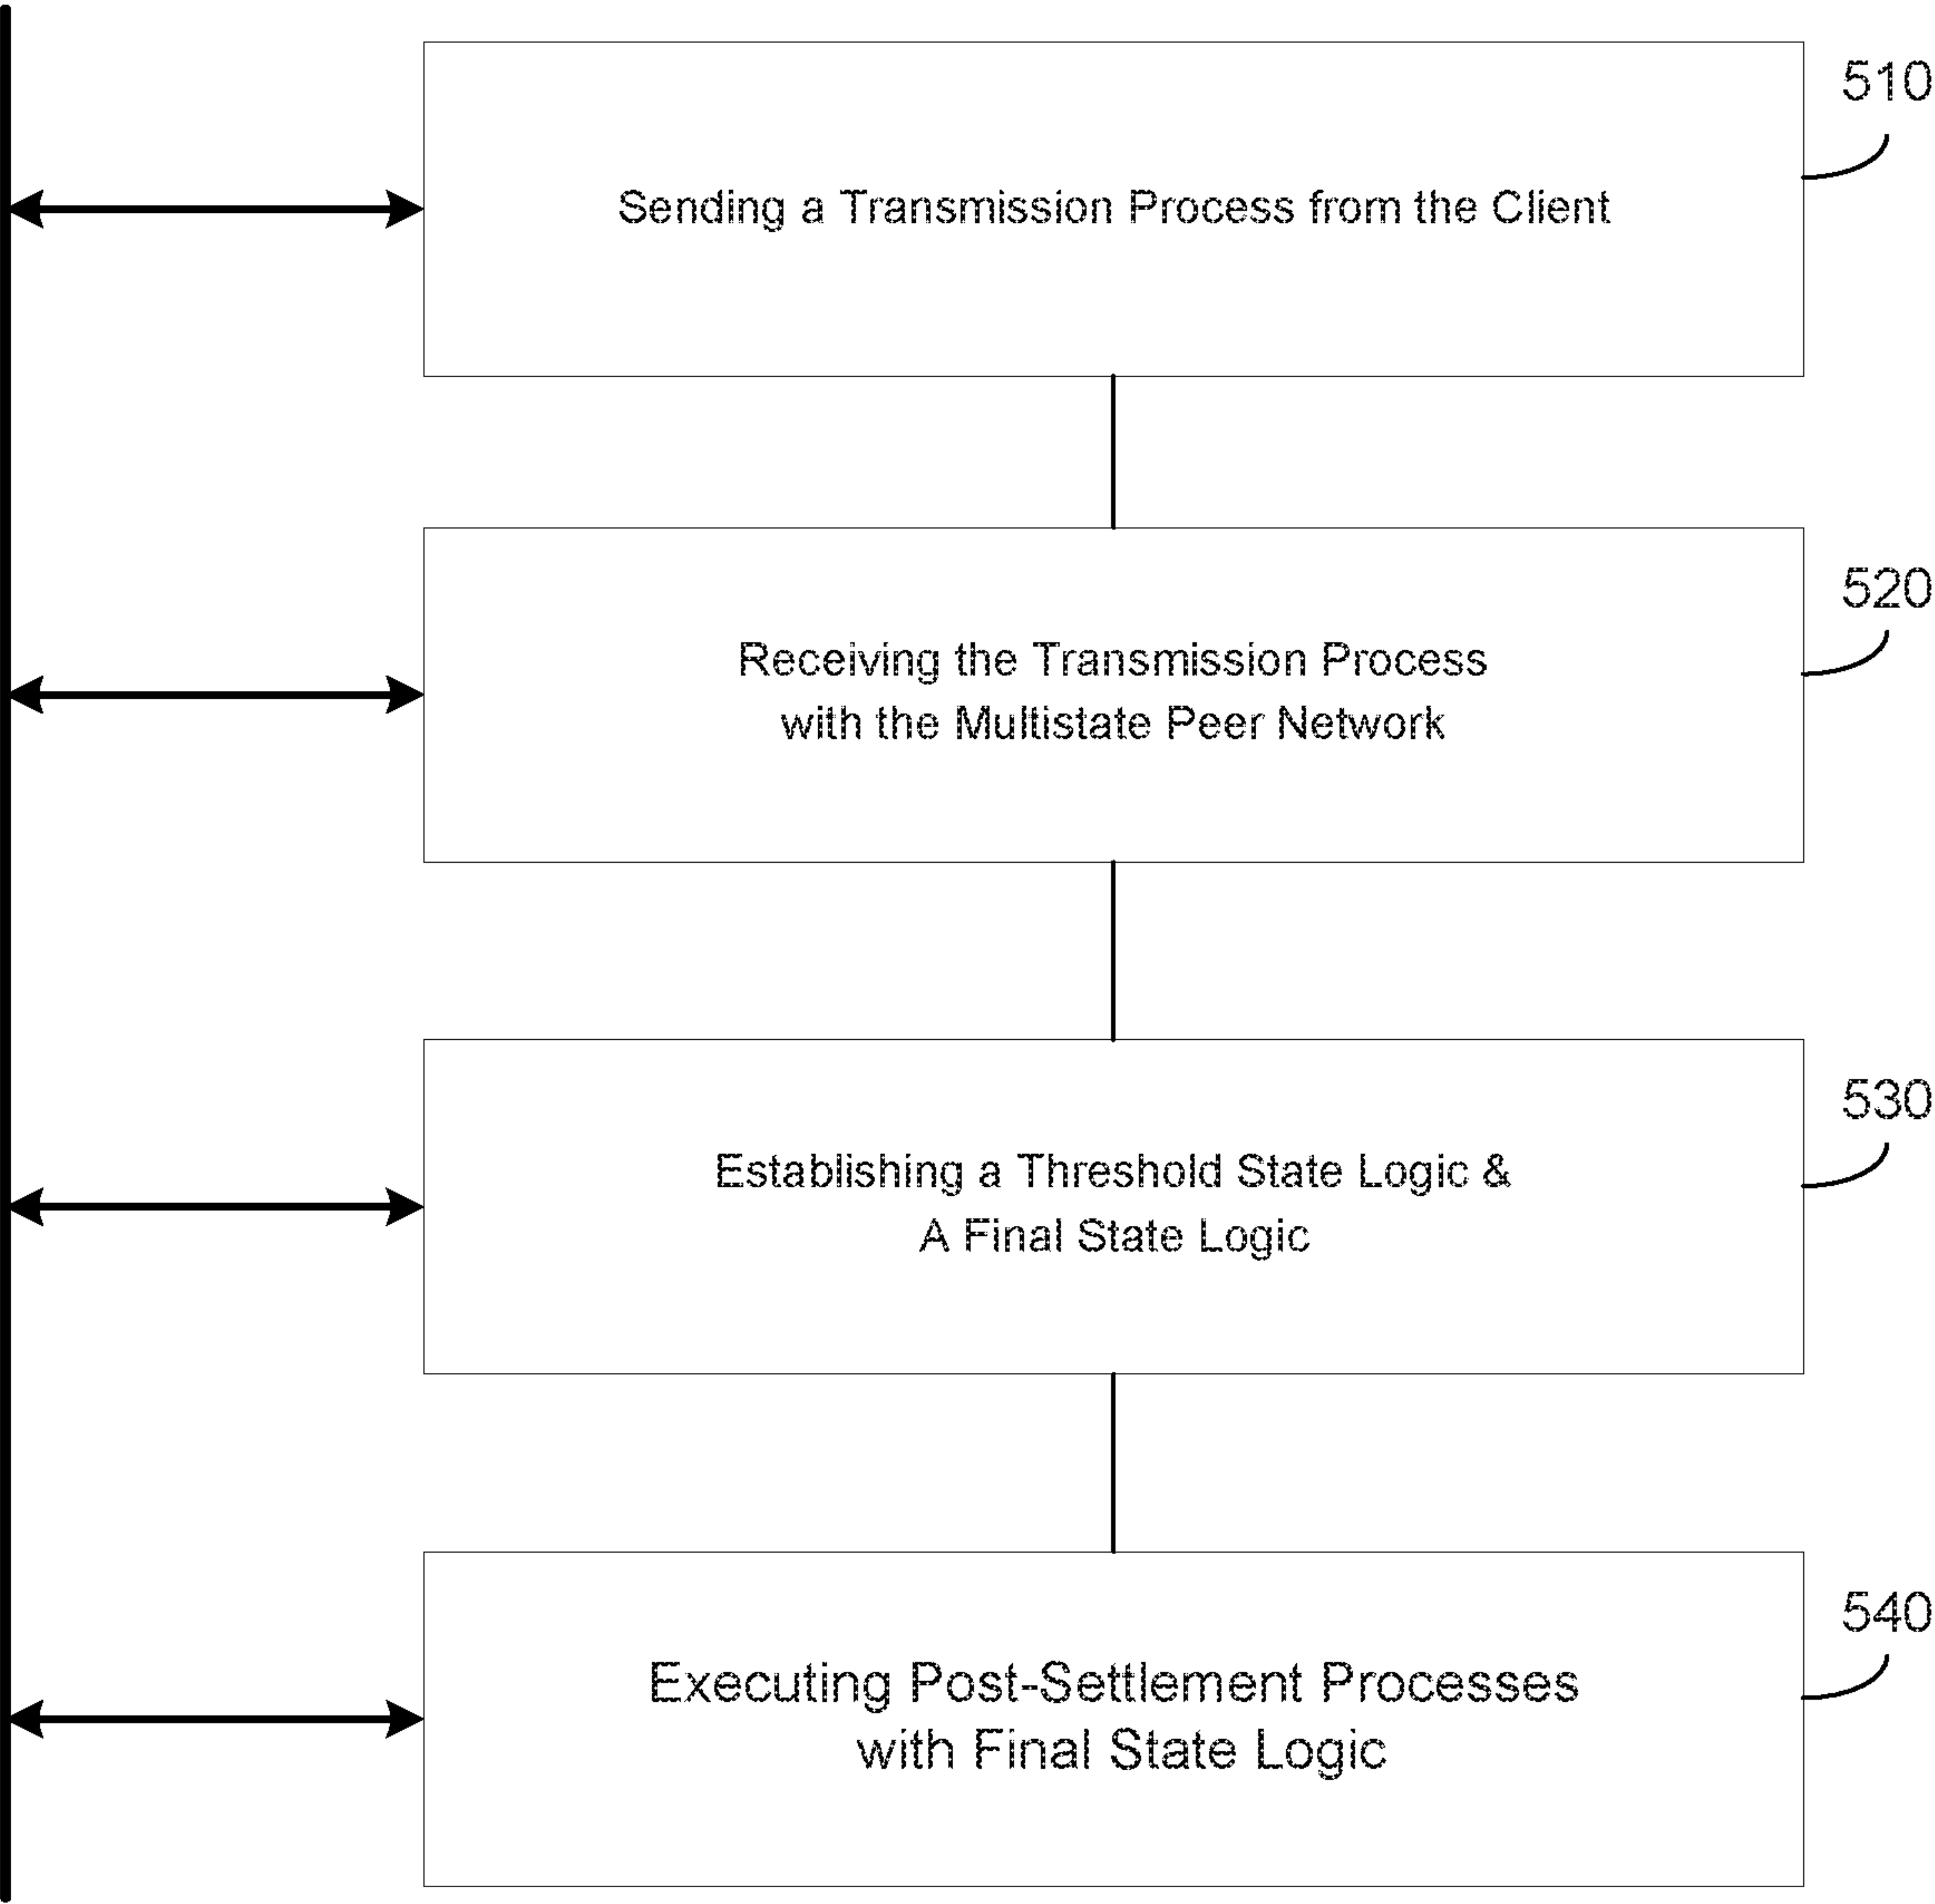 510
Sending a Transmission Process from the Client
520
Receiving the Transmission Process
with the Multistate Peer Network
530
Establishing a Threshold State Logic &
A Final State Logic
540
Executing Post-Settlement Processes
with Final State Logic